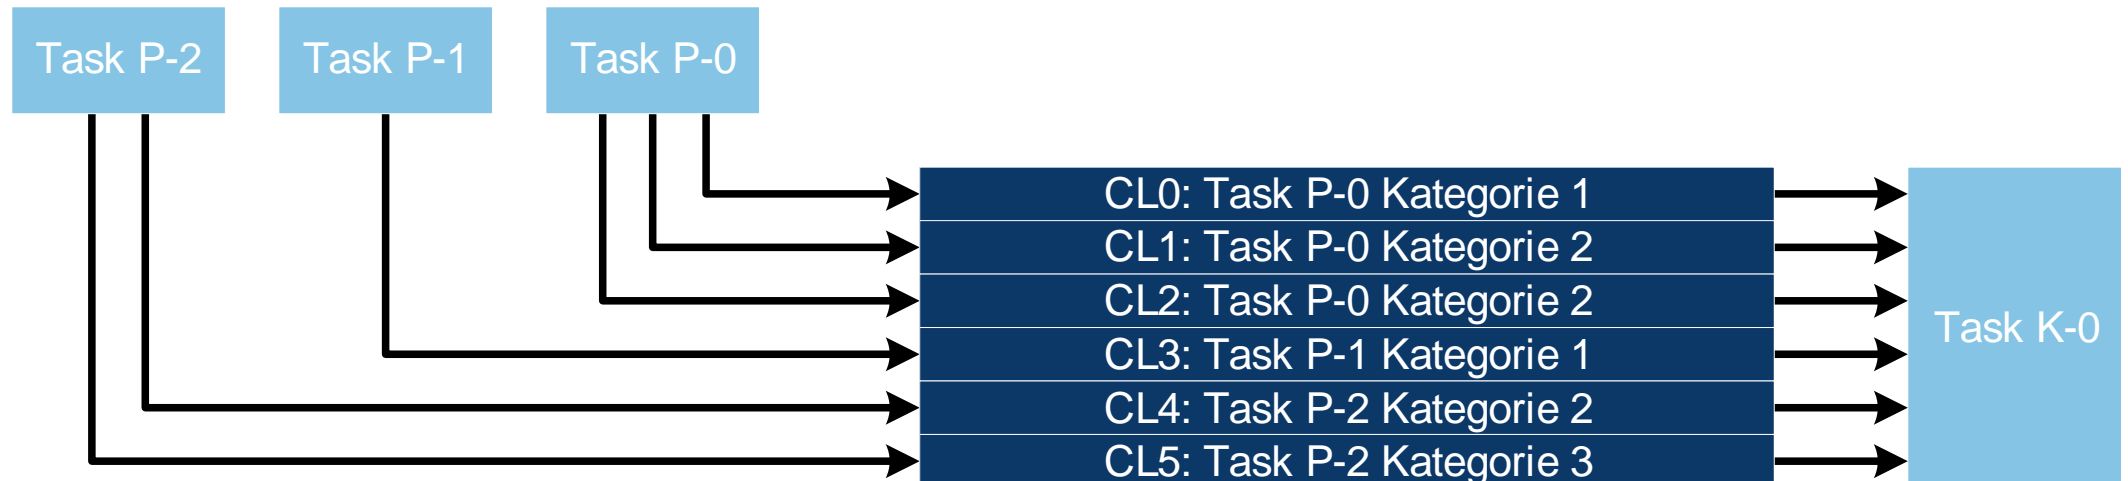 Task P-2
Task P-1
Task P-0
CL0: Task P-0 Kategorie 1
CL1: Task P-0 Kategorie 2
CL2: Task P-0 Kategorie 2
CL3: Task P-1 Kategorie 1
CL4: Task P-2 Kategorie 2
CL5: Task P-2 Kategorie 3
Task K-0